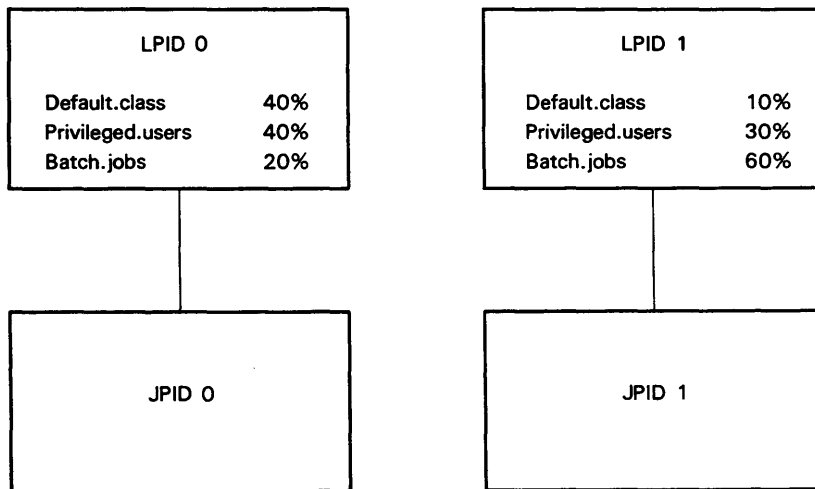 LPID 0
Default.class 40%
Privileged.users 40%
Batch.jobs 20%
LPID 1
Default.class 10%
Privileged.users 30%
Batch.jobs 60%
JPID 0
JPID 1